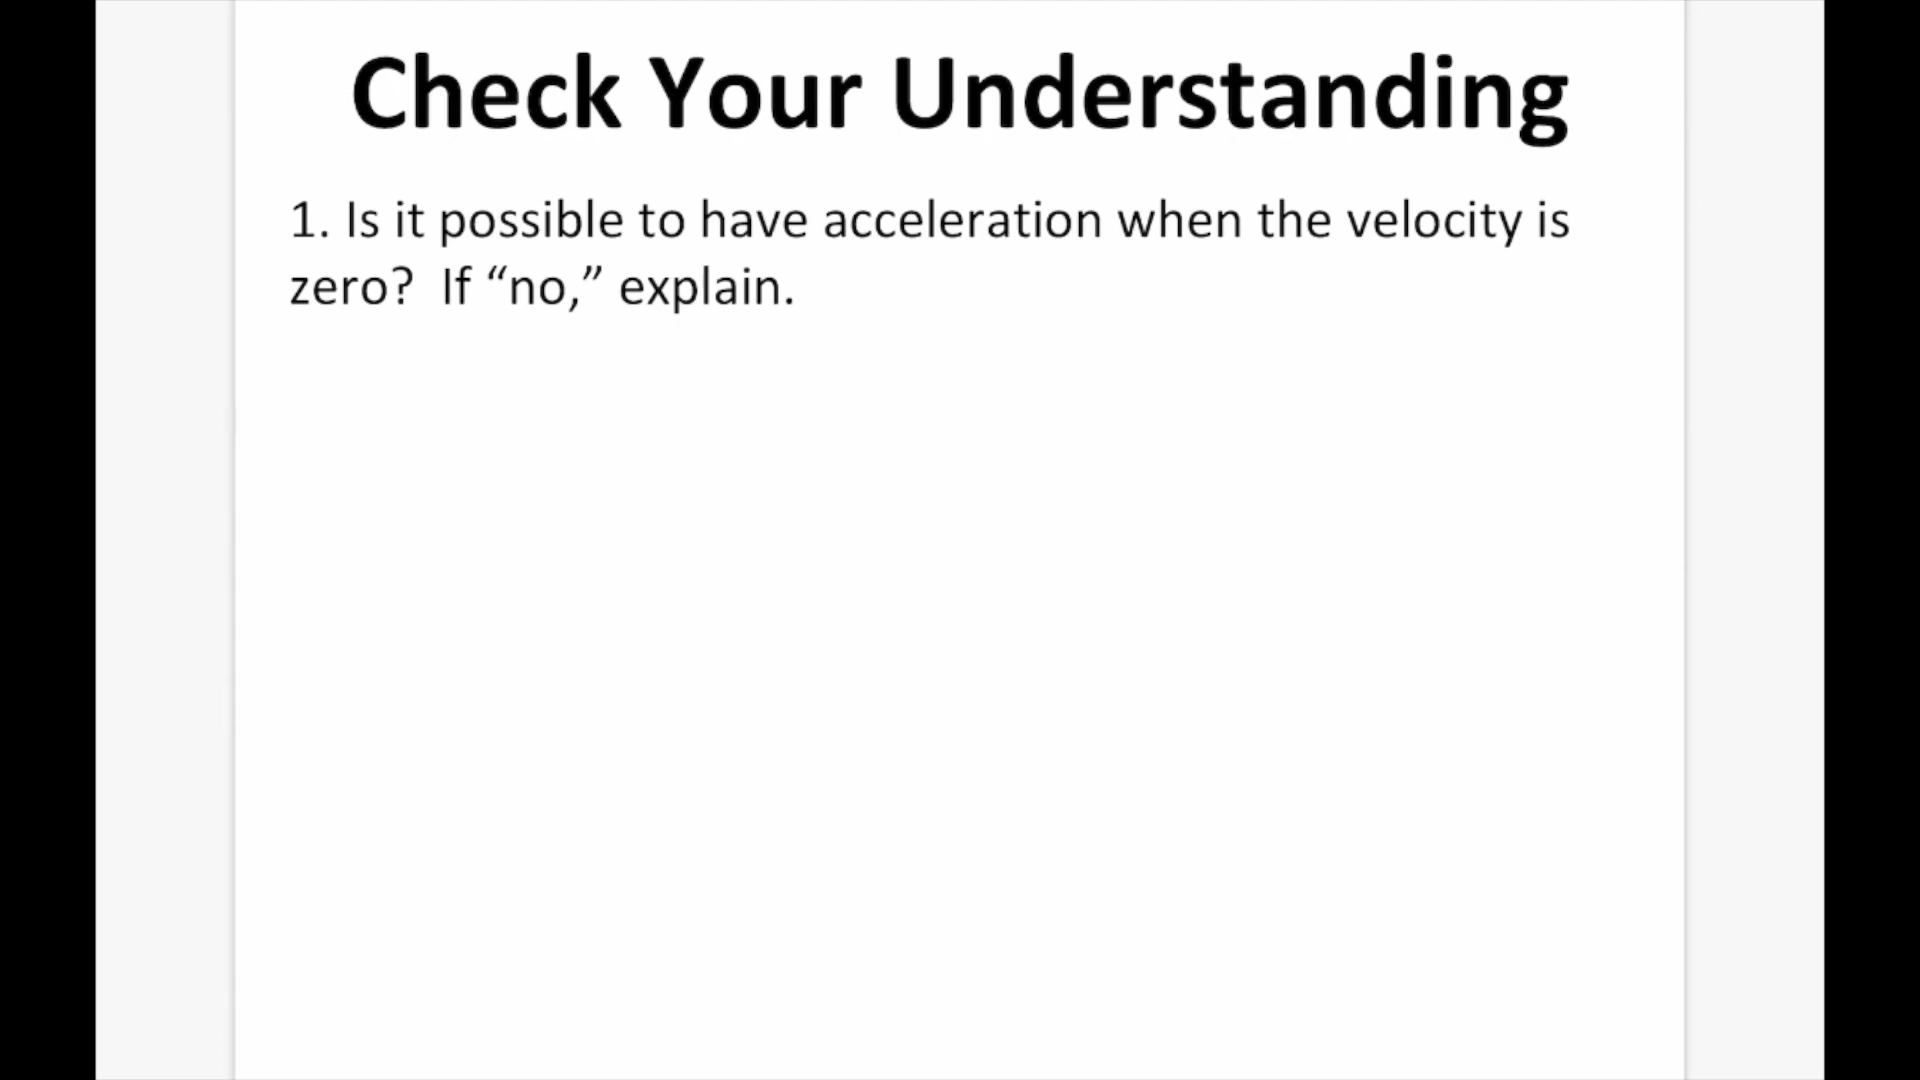 Check Your Understanding
1. Is it possible to have acceleration when the velocity is
zero?  If “no,” explain.